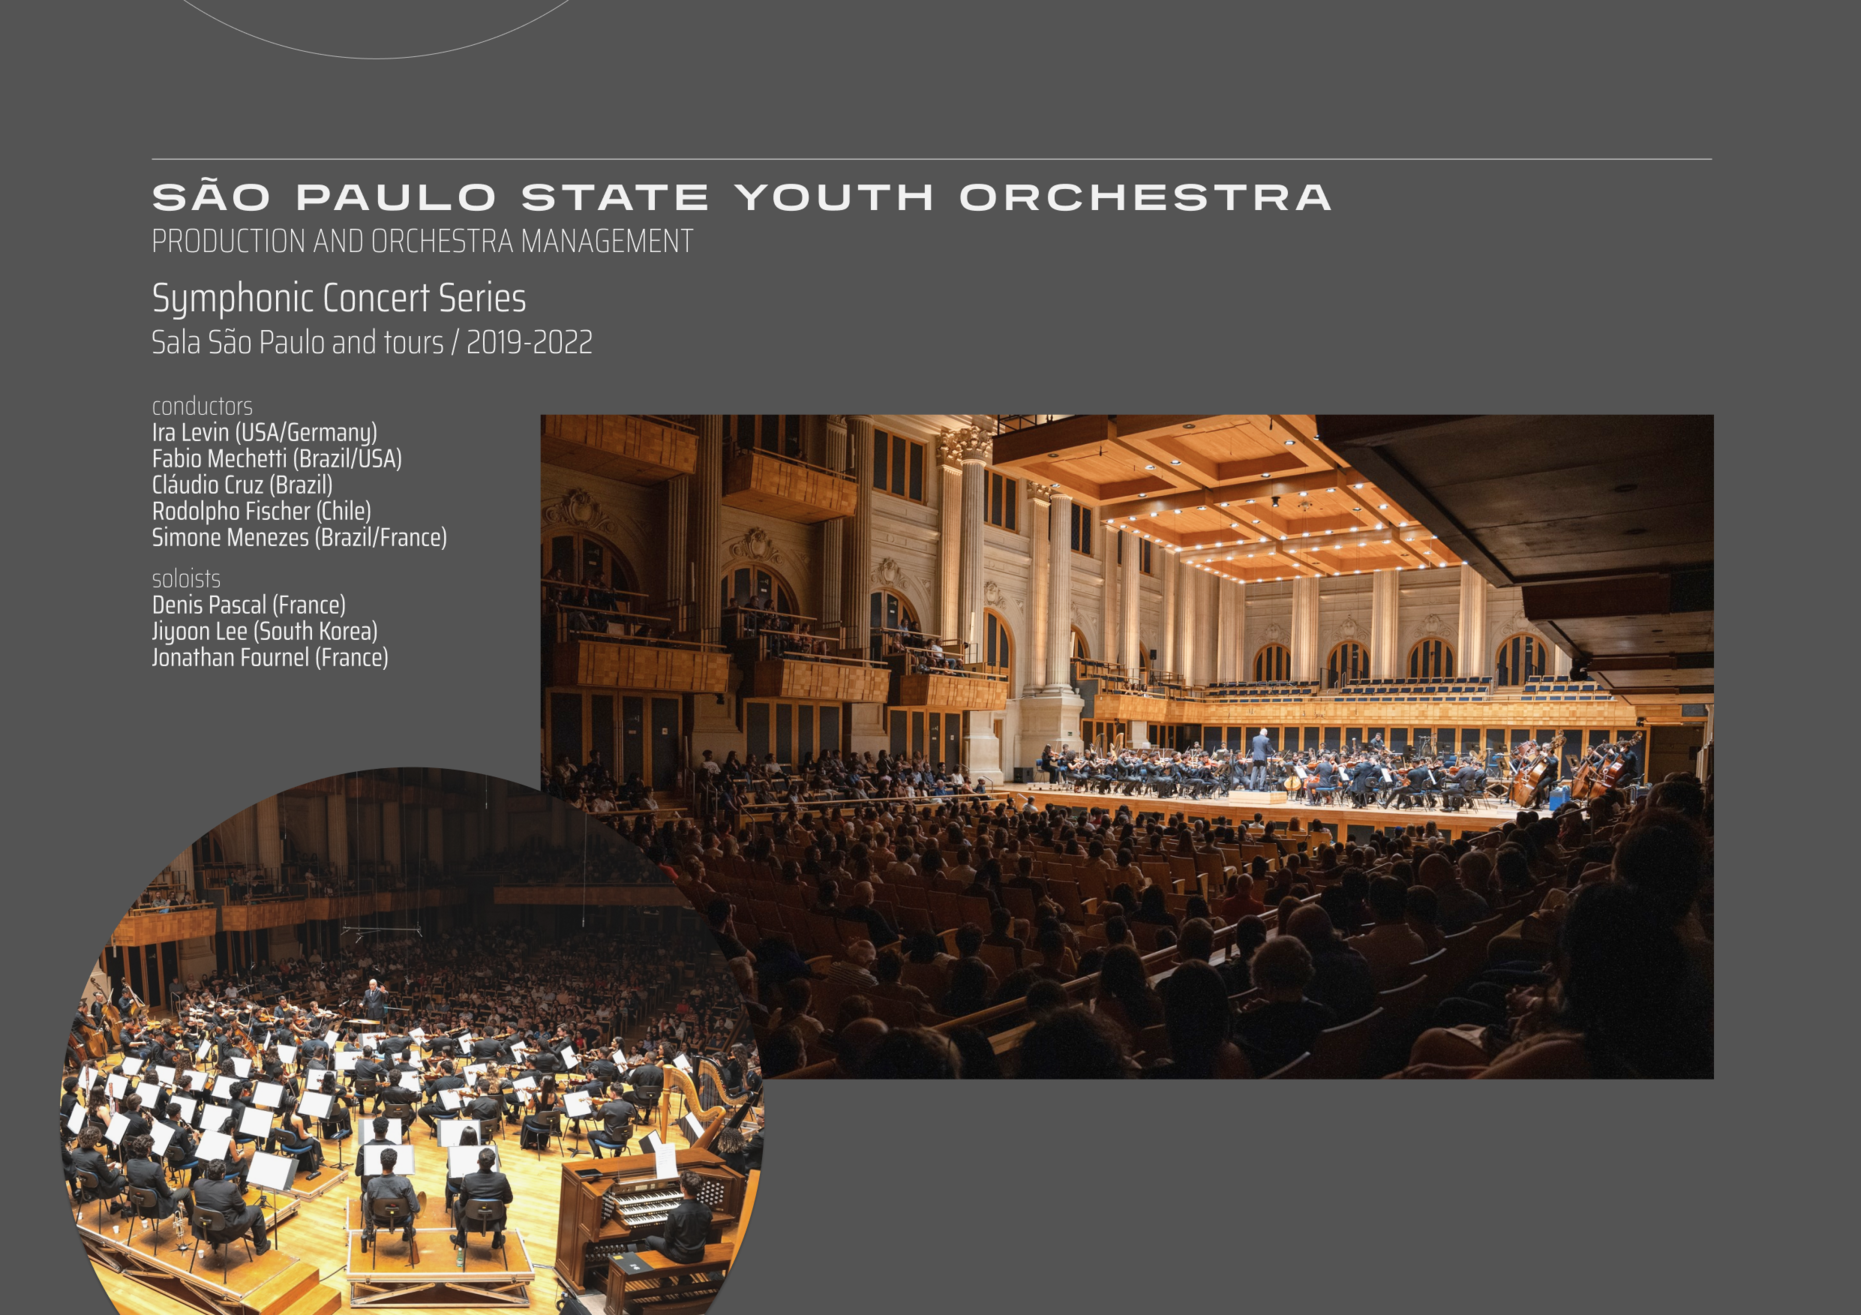 SÃO PAULO STATE YOUTH ORCHESTRA
PRODUCTION AND ORCHESTRA MANAGEMENT
Symphonic Concert Series
Sala São Paulo and tours / 2019-2022
conductors
Ira Levin (USA/Germany)
Fabio Mechetti (Brazil/USA)
Cláudio Cruz (Brazil)
Rodolpho Fischer (Chile)
Simone Menezes (Brazil/France)
soloists
Denis Pascal (France)
Jiyoon Lee (South Korea)
Jonathan Fournel (France)